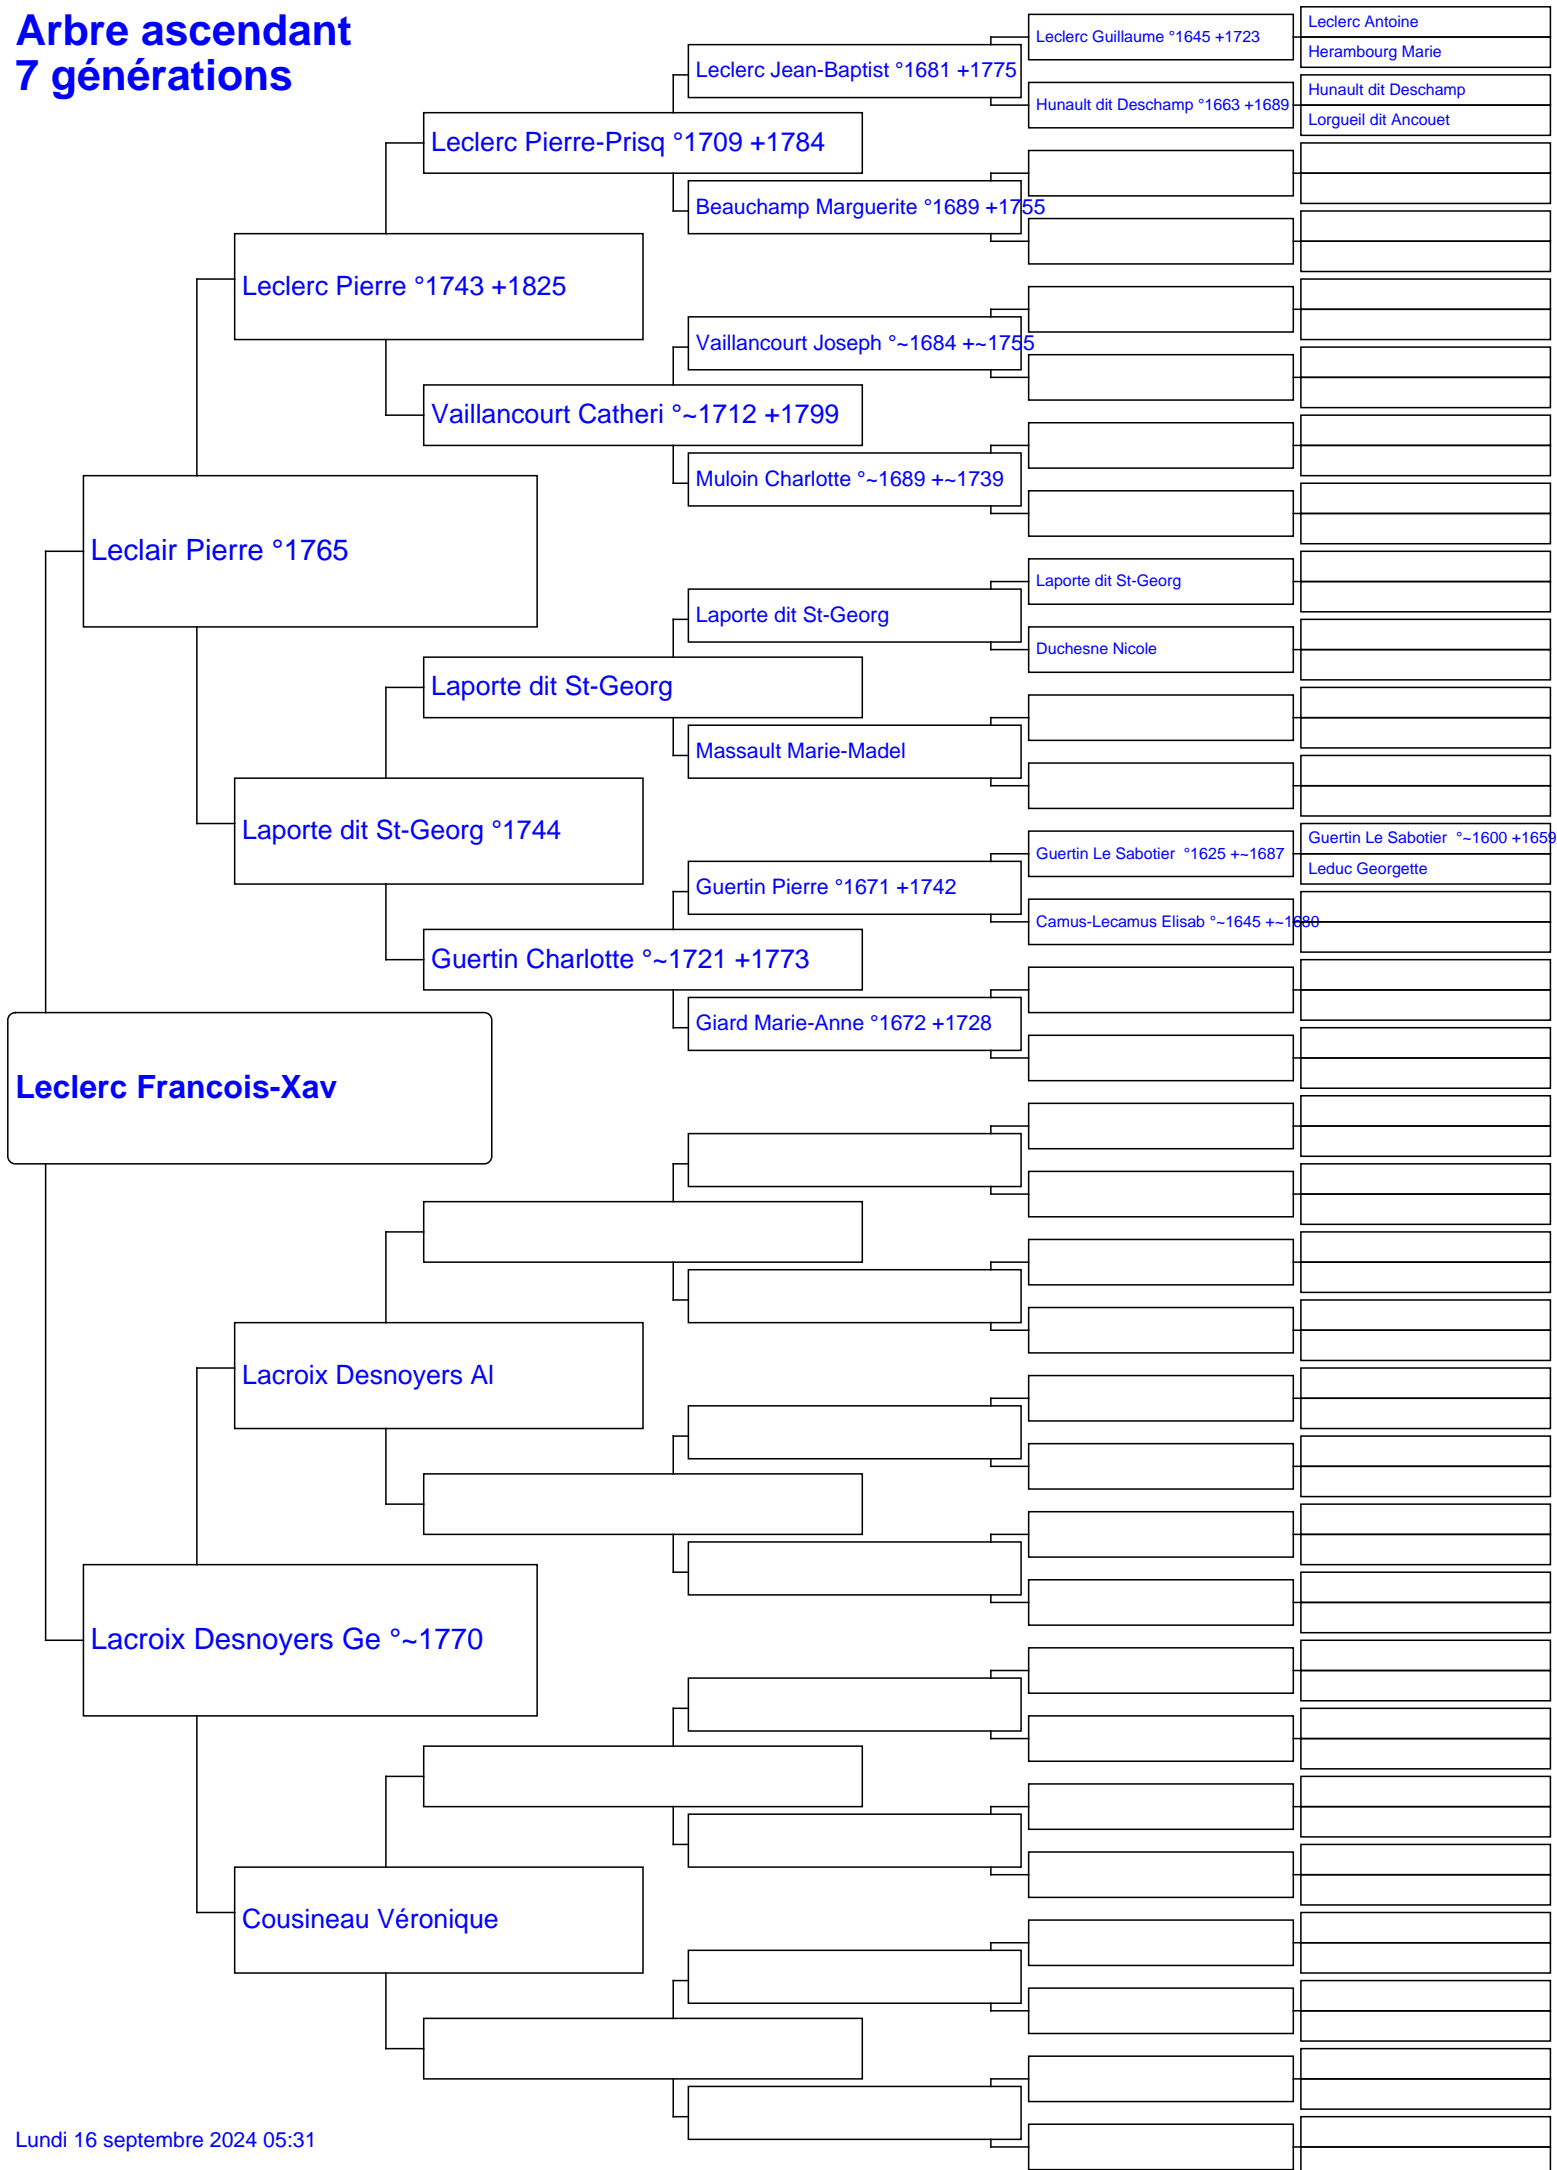 Arbre ascendant
7 générations
Leclerc Antoine
Leclerc Guillaume °1645 +1723
Herambourg Marie
Leclerc Jean-Baptist °1681 +1775
Hunault dit Deschamp
Hunault dit Deschamp °1663 +1689
Lorgueil dit Ancouet
Leclerc Pierre-Prisq °1709 +1784
Beauchamp Marguerite °1689 +1755
Leclerc Pierre °1743 +1825
Vaillancourt Joseph °~1684 +~1755
Vaillancourt Catheri °~1712 +1799
Muloin Charlotte °~1689 +~1739
Leclair Pierre °1765
Laporte dit St-Georg
Laporte dit St-Georg
Duchesne Nicole
Laporte dit St-Georg
Massault Marie-Madel
Laporte dit St-Georg °1744
Guertin Le Sabotier  °~1600 +1659
Guertin Le Sabotier  °1625 +~1687
Leduc Georgette
Guertin Pierre °1671 +1742
Camus-Lecamus Elisab °~1645 +~1680
Guertin Charlotte °~1721 +1773
Giard Marie-Anne °1672 +1728
Leclerc Francois-Xav
Lacroix Desnoyers Al
Lacroix Desnoyers Ge °~1770
Cousineau Véronique
Lundi 16 septembre 2024 05:31